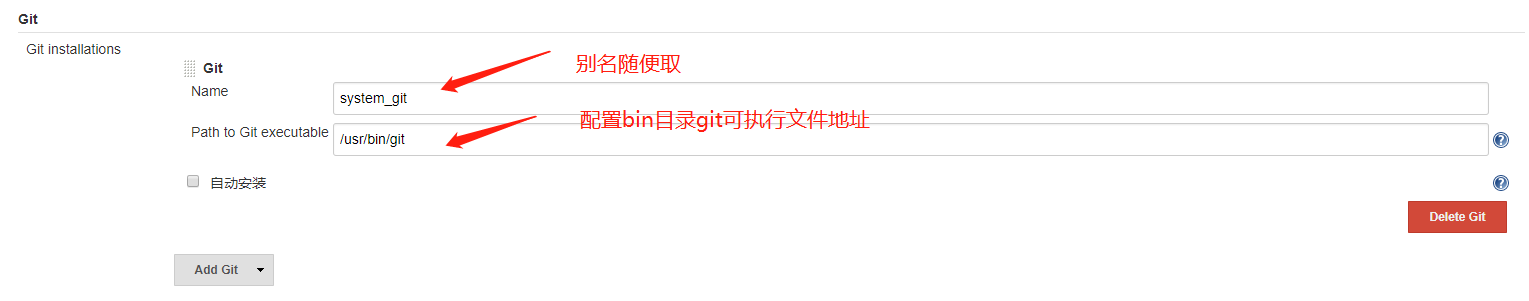 Git
Git installations
Git
别名随便取
Name
system_git
配置bin目录git可执行文件地址
Path to Git executable
/usr/bin/git
自动安装
Delete Git
Add Git